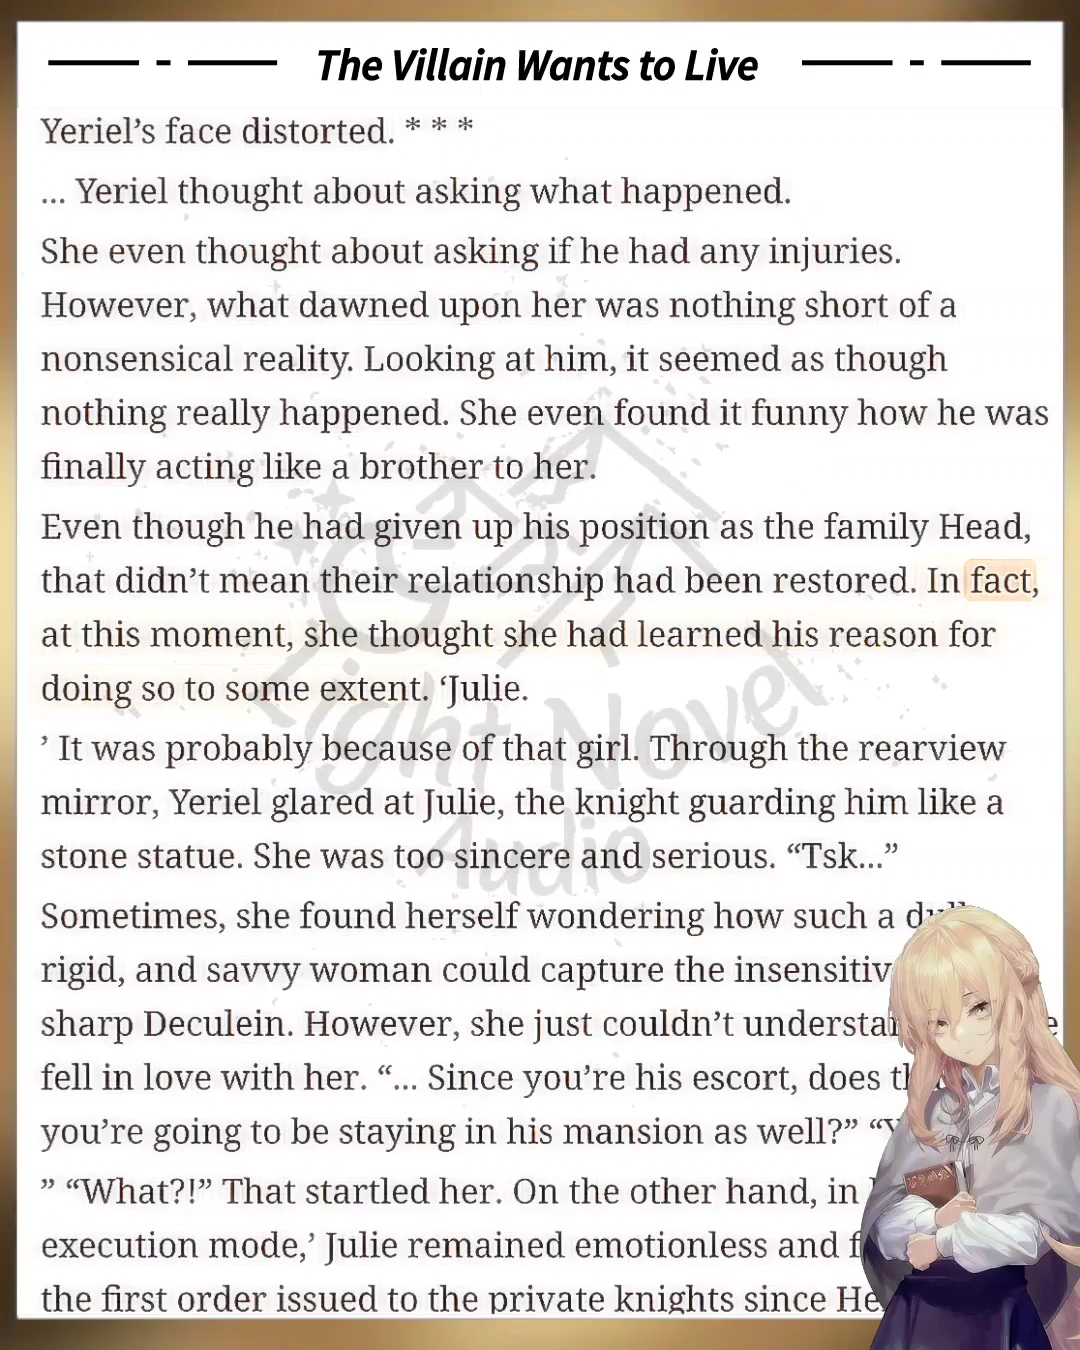 The Villain Wants to Live
Yeriel’s face distorted. * * *
... Yeriel thought about asking what happened.
She even thought about asking if he had any injuries.
However, what dawned upon her was nothing short of a
nonsensical reality. Looking at him, it seemed as though
nothing really happened. She even found it funny how he was
finally acting like a brother to her.
Even though he had given up his position as the family Head,
that didn’t mean their relationship had been restored. In fact,
at this moment, she thought she had learned his reason for
doing so to some extent. ‘Julie.
’ It was probably because of that girl. Through the rearview
mirror, Yeriel glared at Julie, the knight guarding him like a
stone statue. She was too sincere and serious. “Tsk...”
Sometimes, she found herself wondering how such a
rigid, and savvy woman could capture the
sharp Deculein. However, she just couldn’t
fell in love with her. “... Since you’re his escort, does
you’re going to be staying in his mansion as well?”
” “What?!” That startled her. On the other hand, in
execution mode,’ Julie remained emotionless and
the first order issued to the private knights since
Light Novel
Audio